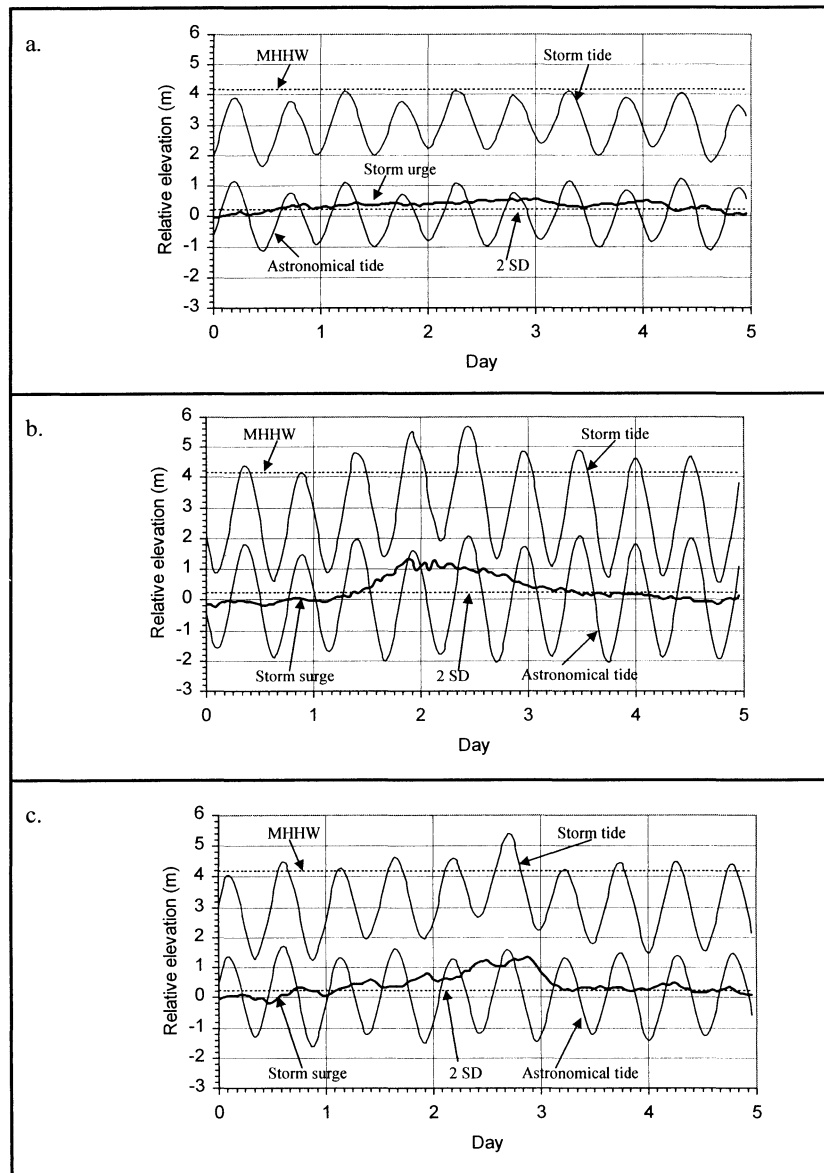 a.
6
5
4
3
2
1
0
-1
-2
-3
Relative elevation (m)
MHHW
Storm tide
Storm urge
Astronomical tide
2 SD
0 1 2 3 4 5
Day
b.
6
5
4
3
2
1
0
-1
-2
-3
Relative elevation (m)
MHHW
Storm tide
Storm surge
2 SD
Astronomical tide
0 1 2 3 4 5
Day
c.
6
5
4
3
2
1
0
-1
-2
-3
Relative elevation (m)
MHHW
Storm tide
Storm surge
2 SD
Astronomical tide
0 1 2 3 4 5
Day